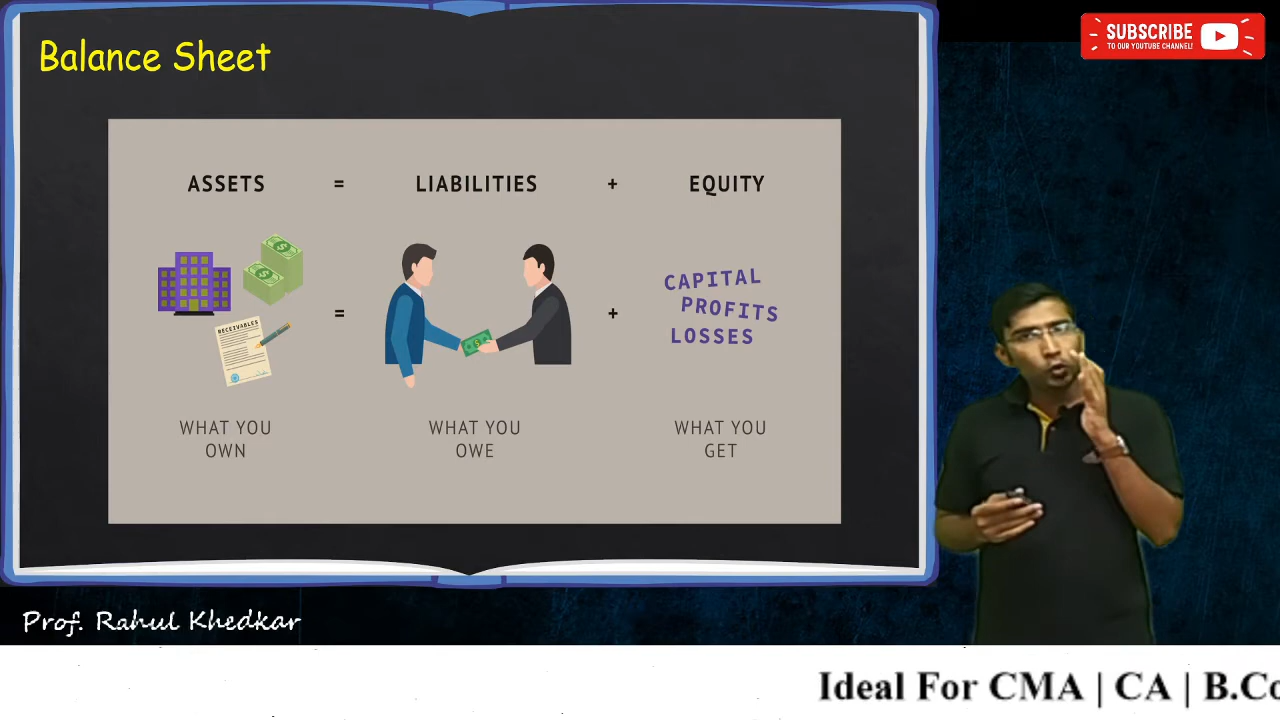 Balance Sheet
SUBSCRIBE
TO OUR YOUTUBE CHANNEL!
ASSETS = LIABILITIES + EQUITY
RECEIVABLES
= +
CAPITAL
PROFITS
LOSSES
WHAT YOU
OWN
WHAT YOU
OWE
WHAT YOU
GET
Prof. Rahul Khedkar
Ideal For CMA | CA | B.Co